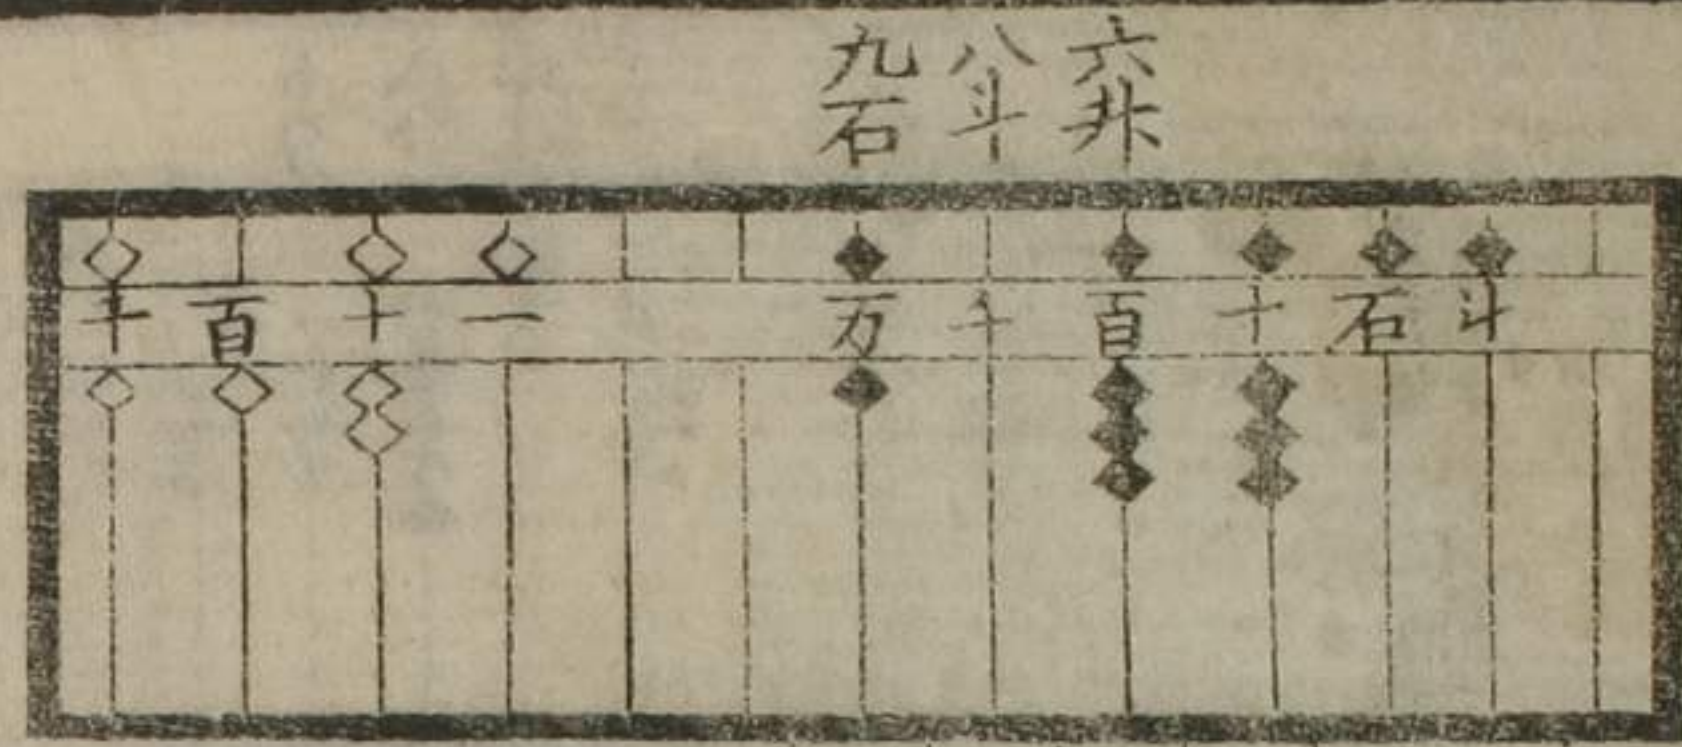 六升
八斗
九石
千 百 十 一 万 千 百 十 石 斗